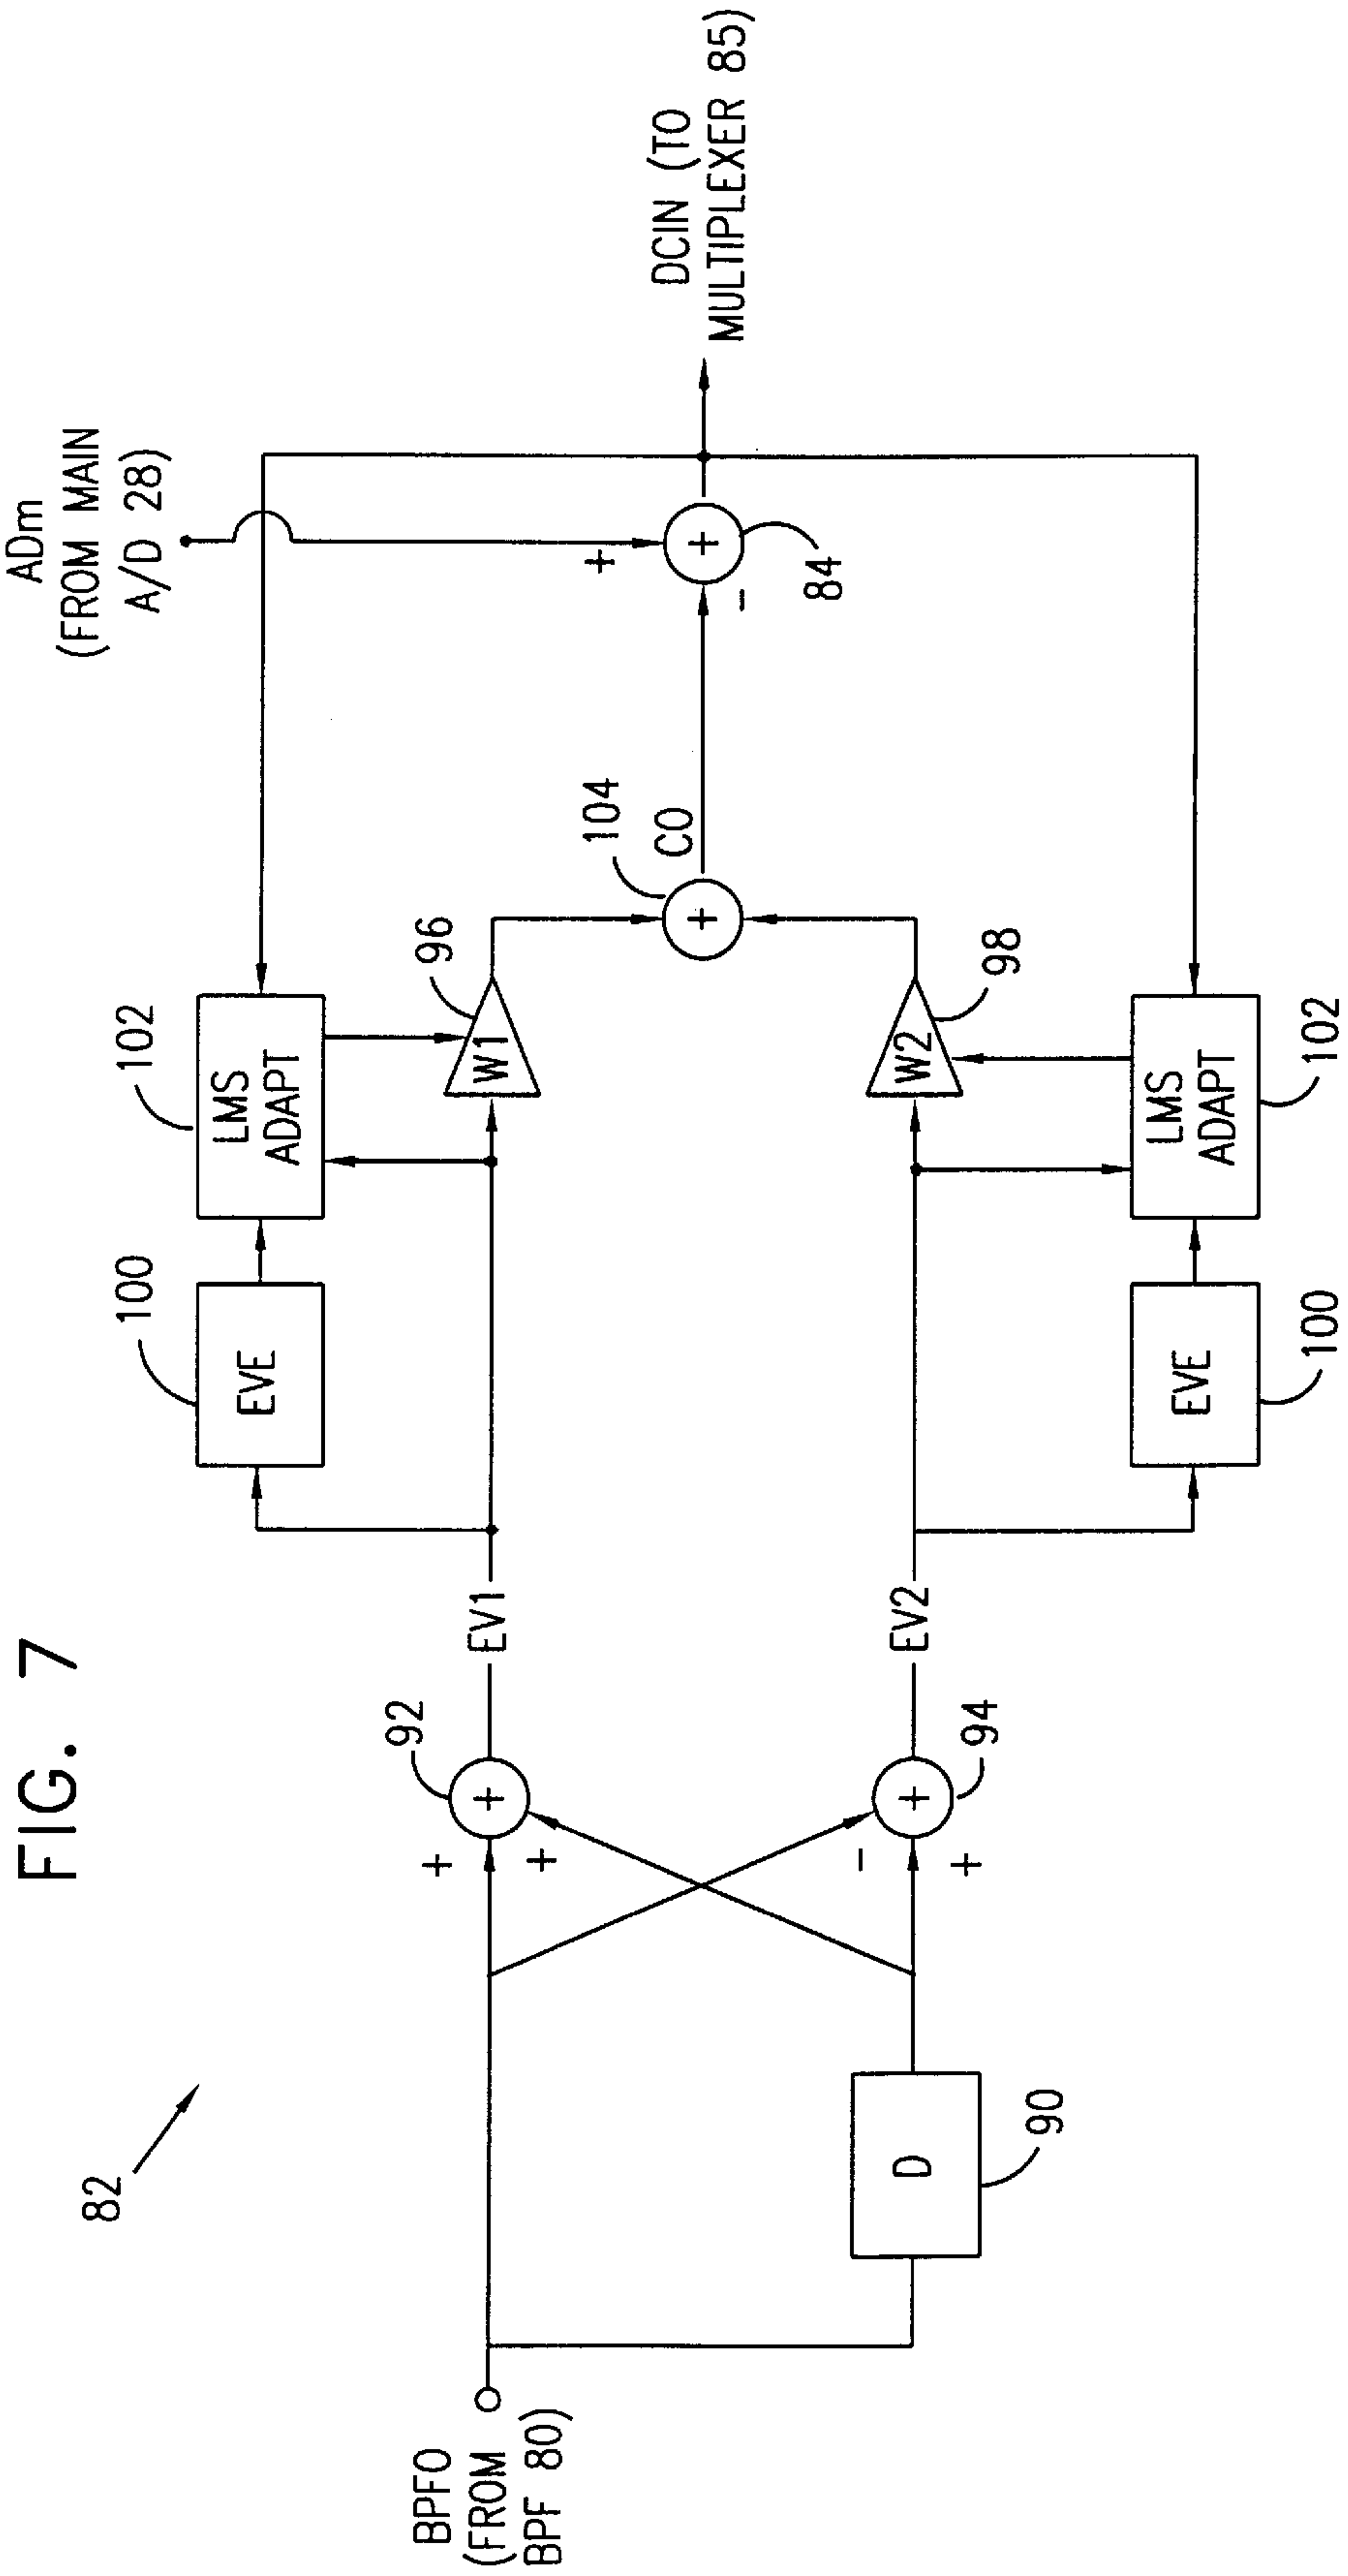 FIG. 7
82
BPFO
(FROM
BPF 80)
D
90
+
+
+
92
-
+
+
94
EV1
EV2
EVE
100
EVE
100
LMS
ADAPT
102
LMS
ADAPT
102
W1
96
W2
98
+
104
CO
ADm
(FROM MAIN
A/D 28)
+
-
+
84
DCIN (TO
MULTIPLEXER 85)